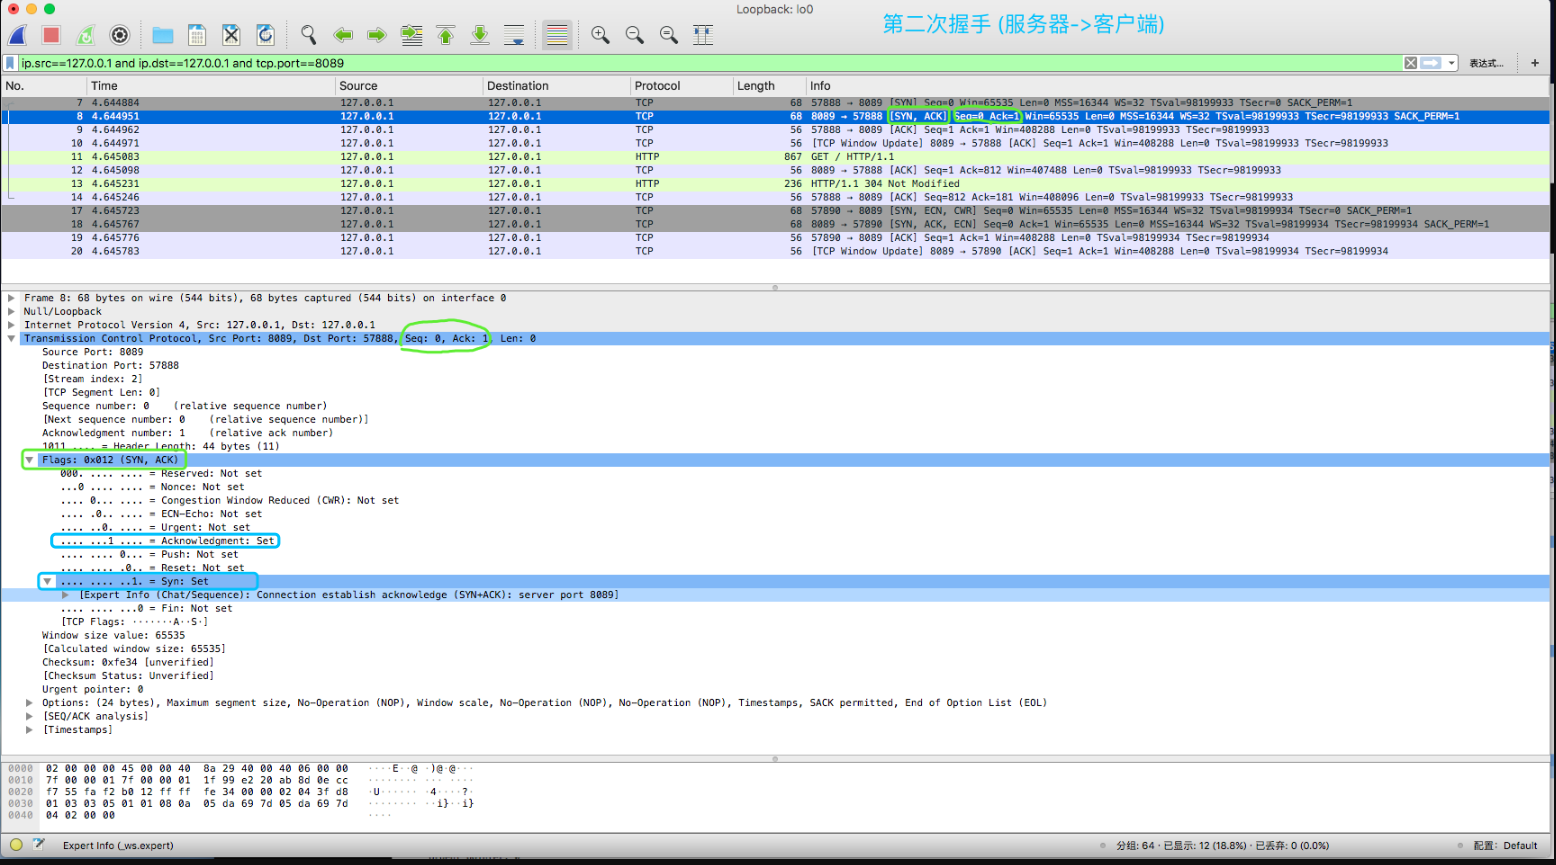 Loopback: lo0
第二次握手 (服务器->客户端)
ip.src==127.0.0.1 and ip.dst==127.0.0.1 and tcp.port==8089 表达式… +
No. Time Source Destination Protocol Length Info
7 4.644884 127.0.0.1 127.0.0.1 TCP 68 57888 → 8089 [SYN] Seq=0 Win=65535 Len=0 MSS=16344 WS=32 TSval=98199933 TSecr=0 SACK_PERM=1
8 4.644951 127.0.0.1 127.0.0.1 TCP 68 8089 → 57888 [SYN, ACK] Seq=0 Ack=1 Win=65535 Len=0 MSS=16344 WS=32 TSval=98199933 TSecr=98199933 SACK_PERM=1
9 4.644962 127.0.0.1 127.0.0.1 TCP 56 57888 → 8089 [ACK] Seq=1 Ack=1 Win=408288 Len=0 TSval=98199933 TSecr=98199933
10 4.644971 127.0.0.1 127.0.0.1 TCP 56 [TCP Window Update] 8089 → 57888 [ACK] Seq=1 Ack=1 Win=408288 Len=0 TSval=98199933 TSecr=98199933
11 4.645083 127.0.0.1 127.0.0.1 HTTP 867 GET / HTTP/1.1
12 4.645098 127.0.0.1 127.0.0.1 TCP 56 8089 → 57888 [ACK] Seq=1 Ack=812 Win=407488 Len=0 TSval=98199933 TSecr=98199933
13 4.645231 127.0.0.1 127.0.0.1 HTTP 236 HTTP/1.1 304 Not Modified
14 4.645246 127.0.0.1 127.0.0.1 TCP 56 57888 → 8089 [ACK] Seq=812 Ack=181 Win=408096 Len=0 TSval=98199933 TSecr=98199933
17 4.645723 127.0.0.1 127.0.0.1 TCP 68 57890 → 8089 [SYN, ECN, CWR] Seq=0 Win=65535 Len=0 MSS=16344 WS=32 TSval=98199934 TSecr=0 SACK_PERM=1
18 4.645767 127.0.0.1 127.0.0.1 TCP 68 8089 → 57890 [SYN, ACK, ECN] Seq=0 Ack=1 Win=65535 Len=0 MSS=16344 WS=32 TSval=98199934 TSecr=98199934 SACK_PERM=1
19 4.645776 127.0.0.1 127.0.0.1 TCP 56 57890 → 8089 [ACK] Seq=1 Ack=1 Win=408288 Len=0 TSval=98199934 TSecr=98199934
20 4.645783 127.0.0.1 127.0.0.1 TCP 56 [TCP Window Update] 8089 → 57890 [ACK] Seq=1 Ack=1 Win=408288 Len=0 TSval=98199934 TSecr=98199934
Frame 8: 68 bytes on wire (544 bits), 68 bytes captured (544 bits) on interface 0
Null/Loopback
Internet Protocol Version 4, Src: 127.0.0.1, Dst: 127.0.0.1
Transmission Control Protocol, Src Port: 8089, Dst Port: 57888, Seq: 0, Ack: 1, Len: 0
Source Port: 8089
Destination Port: 57888
[Stream index: 2]
[TCP Segment Len: 0]
Sequence number: 0 (relative sequence number)
[Next sequence number: 0 (relative sequence number)]
Acknowledgment number: 1 (relative ack number)
1011 .... = Header Length: 44 bytes (11)
Flags: 0x012 (SYN, ACK)
000. .... .... = Reserved: Not set
...0 .... .... = Nonce: Not set
.... 0... .... = Congestion Window Reduced (CWR): Not set
.... .0.. .... = ECN-Echo: Not set
.... ..0. .... = Urgent: Not set
.... ...1 .... = Acknowledgment: Set
.... .... 0... = Push: Not set
.... .... .0.. = Reset: Not set
.... .... ..1. = Syn: Set
[Expert Info (Chat/Sequence): Connection establish acknowledge (SYN+ACK): server port 8089]
.... .... ...0 = Fin: Not set
[TCP Flags: ·······A··S·]
Window size value: 65535
[Calculated window size: 65535]
Checksum: 0xfe34 [unverified]
[Checksum Status: Unverified]
Urgent pointer: 0
Options: (24 bytes), Maximum segment size, No-Operation (NOP), Window scale, No-Operation (NOP), No-Operation (NOP), Timestamps, SACK permitted, End of Option List (EOL)
[SEQ/ACK analysis]
[Timestamps]
0000 02 00 00 00 45 00 00 40 8a 29 40 00 40 06 00 00 ····E··@ ·)@·@···
0010 7f 00 00 01 7f 00 00 01 1f 99 e2 20 ab 8d 0e cc ········ ··· ····
0020 f7 55 fa f2 b0 12 ff ff fe 34 00 00 02 04 3f d8 ·U······ ·4····?·
0030 01 03 03 05 01 01 08 0a 05 da 69 7d 05 da 69 7d ········ ··i}··i}
0040 04 02 00 00 ····
Expert Info (_ws.expert) 分组: 64 · 已显示: 12 (18.8%) · 已丢弃: 0 (0.0%) 配置: Default